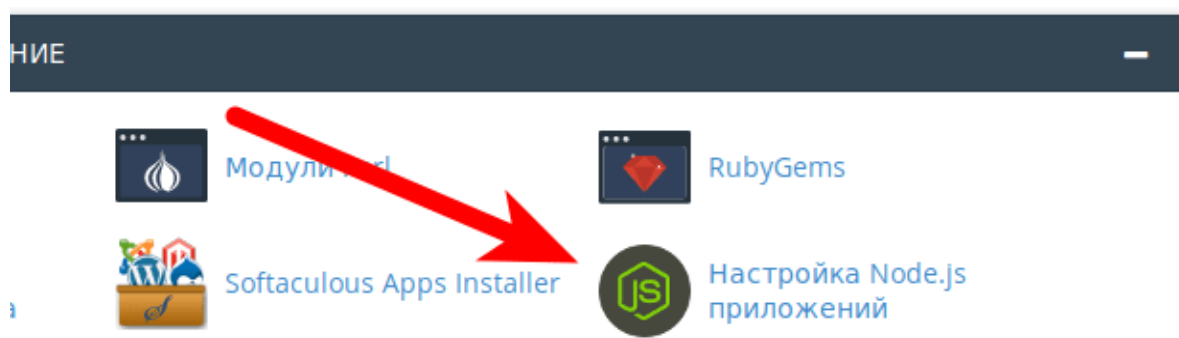 НИЕ
Модули
RubyGems
Softaculous Apps Installer
Настройка Node.js
приложений
а